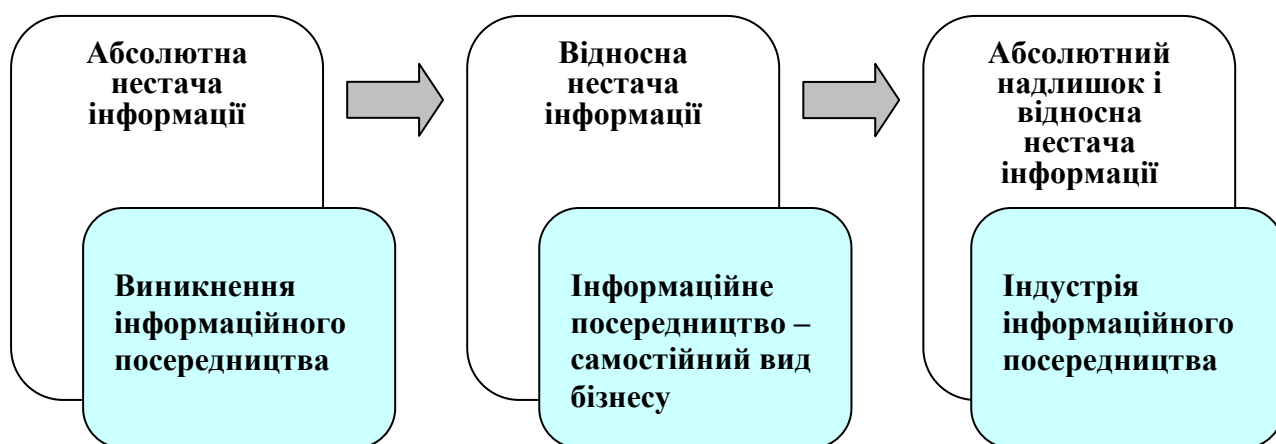 Абсолютна
нестача
інформації
Відносна
нестача
інформації
Абсолютний
надлишок і
відносна
нестача
інформації
Виникнення
інформаційного
посередництва
Інформаційне
посередництво –
самостійний вид
бізнесу
Індустрія
інформаційного
посередництва